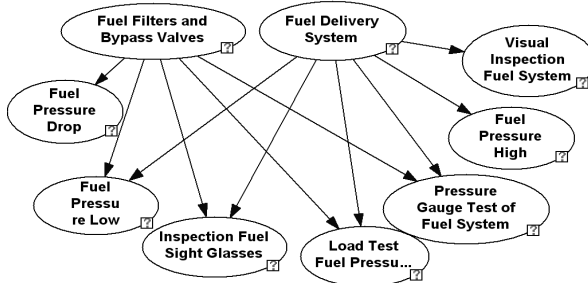 Fuel Filters and
Bypass Valves
?
Fuel Delivery
System
?
Visual
Inspection
Fuel System
?
Fuel
Pressure
Drop
?
Fuel
Pressure
High
?
Fuel
Pressu
re Low
?
Pressure
Gauge Test of
Fuel System
?
Inspection Fuel
Sight Glasses
?
Load Test
Fuel Pressu...
?